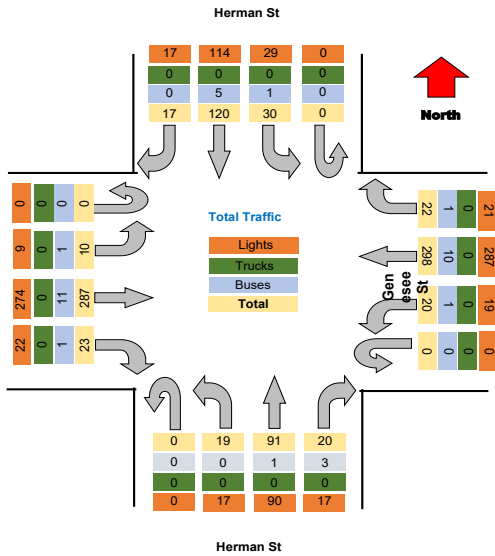 Herman St
17 114 29 0
0 0 0 0
0 5 1 0
17 120 30 0
North
0 0 0 0
9 0 1 10
274 0 11 287
22 0 1 23
Total Traffic
Lights
Trucks
Buses
Total
22 1 0 21
298 10 0 287
20 1 0 19
0 0 0 0
Gen
esee
St
0 19 91 20
0 0 1 3
0 0 0 0
0 17 90 17
Herman St